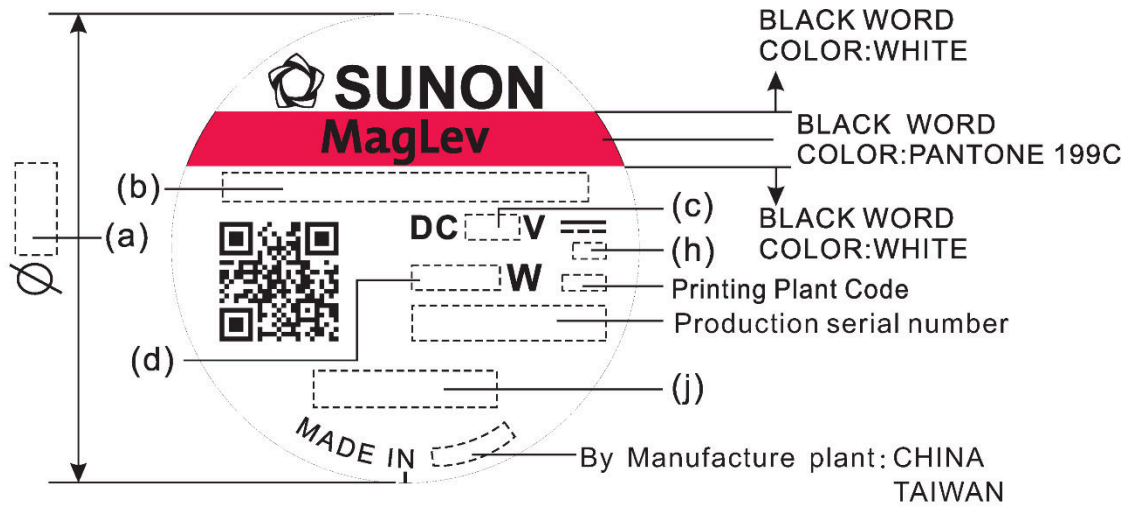 BLACK WORD
COLOR:WHITE
SUNON
MagLev
BLACK WORD
COLOR:PANTONE 199C
(b)
(c)
DC V
BLACK WORD
COLOR:WHITE
(a)
(h)
Ø
W
Printing Plant Code
Production serial number
(d)
(j)
MADE IN
By Manufacture plant: CHINA
TAIWAN